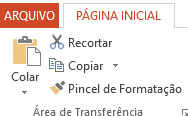 ARQUIVO PÁGINA INICIAL
Recortar
Copiar
Colar
Pincel de Formatação
Área de Transferência